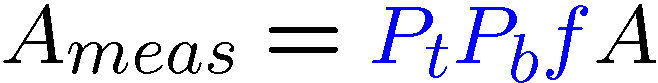 A_{meas} = P_t P_b f A